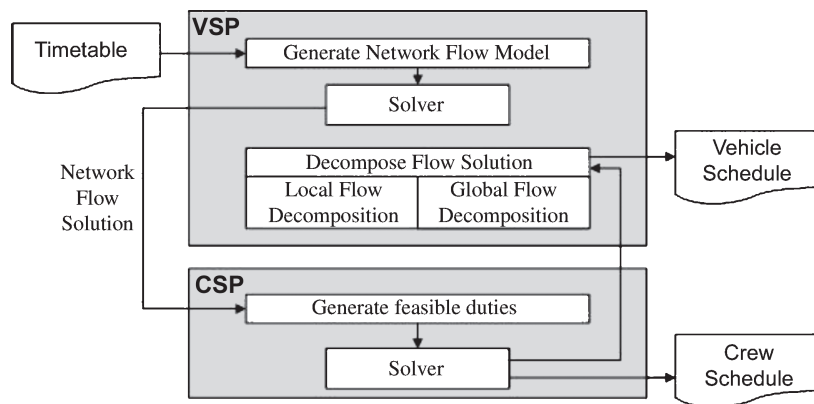 VSP
Timetable
Generate Network Flow Model
Solver
Decompose Flow Solution
Local Flow
Decomposition
Global Flow
Decomposition
Vehicle
Schedule
Network
Flow
Solution
CSP
Generate feasible duties
Solver
Crew
Schedule